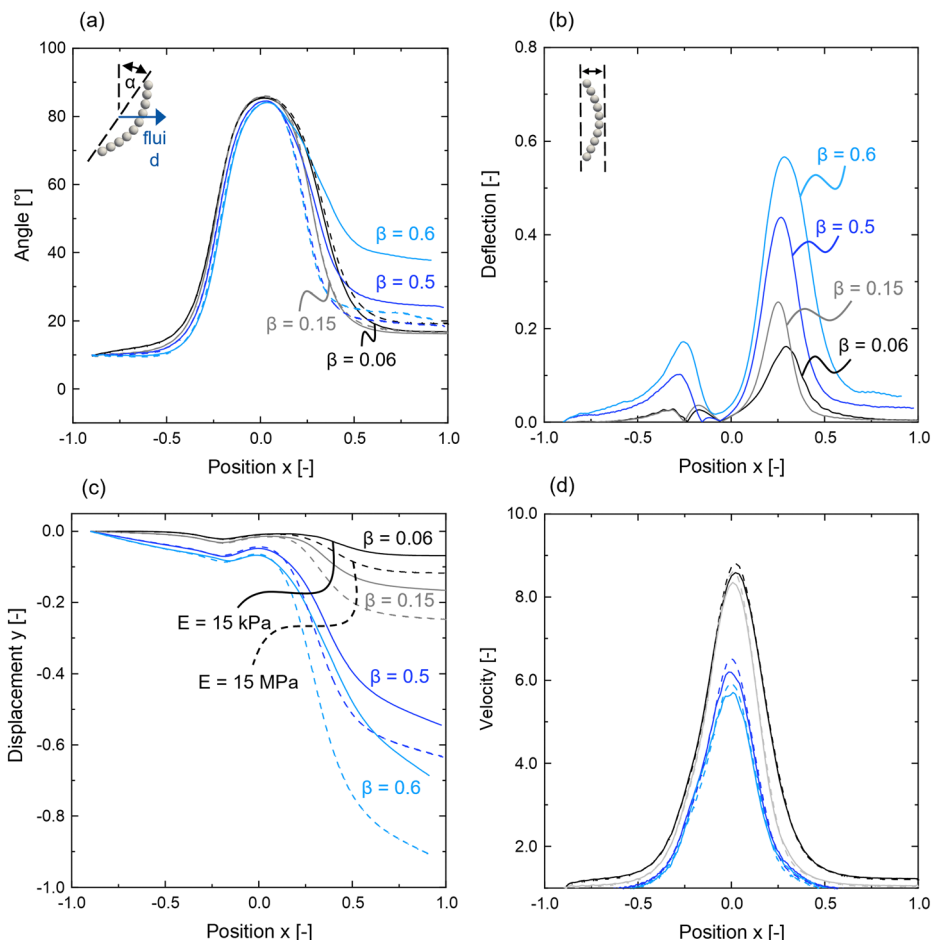 (a)
Angle [°]
100
80
60
40
20
0
-1.0
-0.5
0.0
0.5
1.0
Position x [-]
α
flui
d
β = 0.6
β = 0.5
β = 0.15
β = 0.06
(b)
Deflection [-]
0.8
0.6
0.4
0.2
0.0
-1.0
-0.5
0.0
0.5
1.0
Position x [-]
β = 0.6
β = 0.5
β = 0.15
β = 0.06
(c)
Displacement y [-]
0.0
-0.2
-0.4
-0.6
-0.8
-1.0
-1.0
-0.5
0.0
0.5
1.0
Position x [-]
β = 0.06
β = 0.15
E = 15 kPa
E = 15 MPa
β = 0.5
β = 0.6
(d)
Velocity [-]
10.0
8.0
6.0
4.0
2.0
-1.0
-0.5
0.0
0.5
1.0
Position x [-]